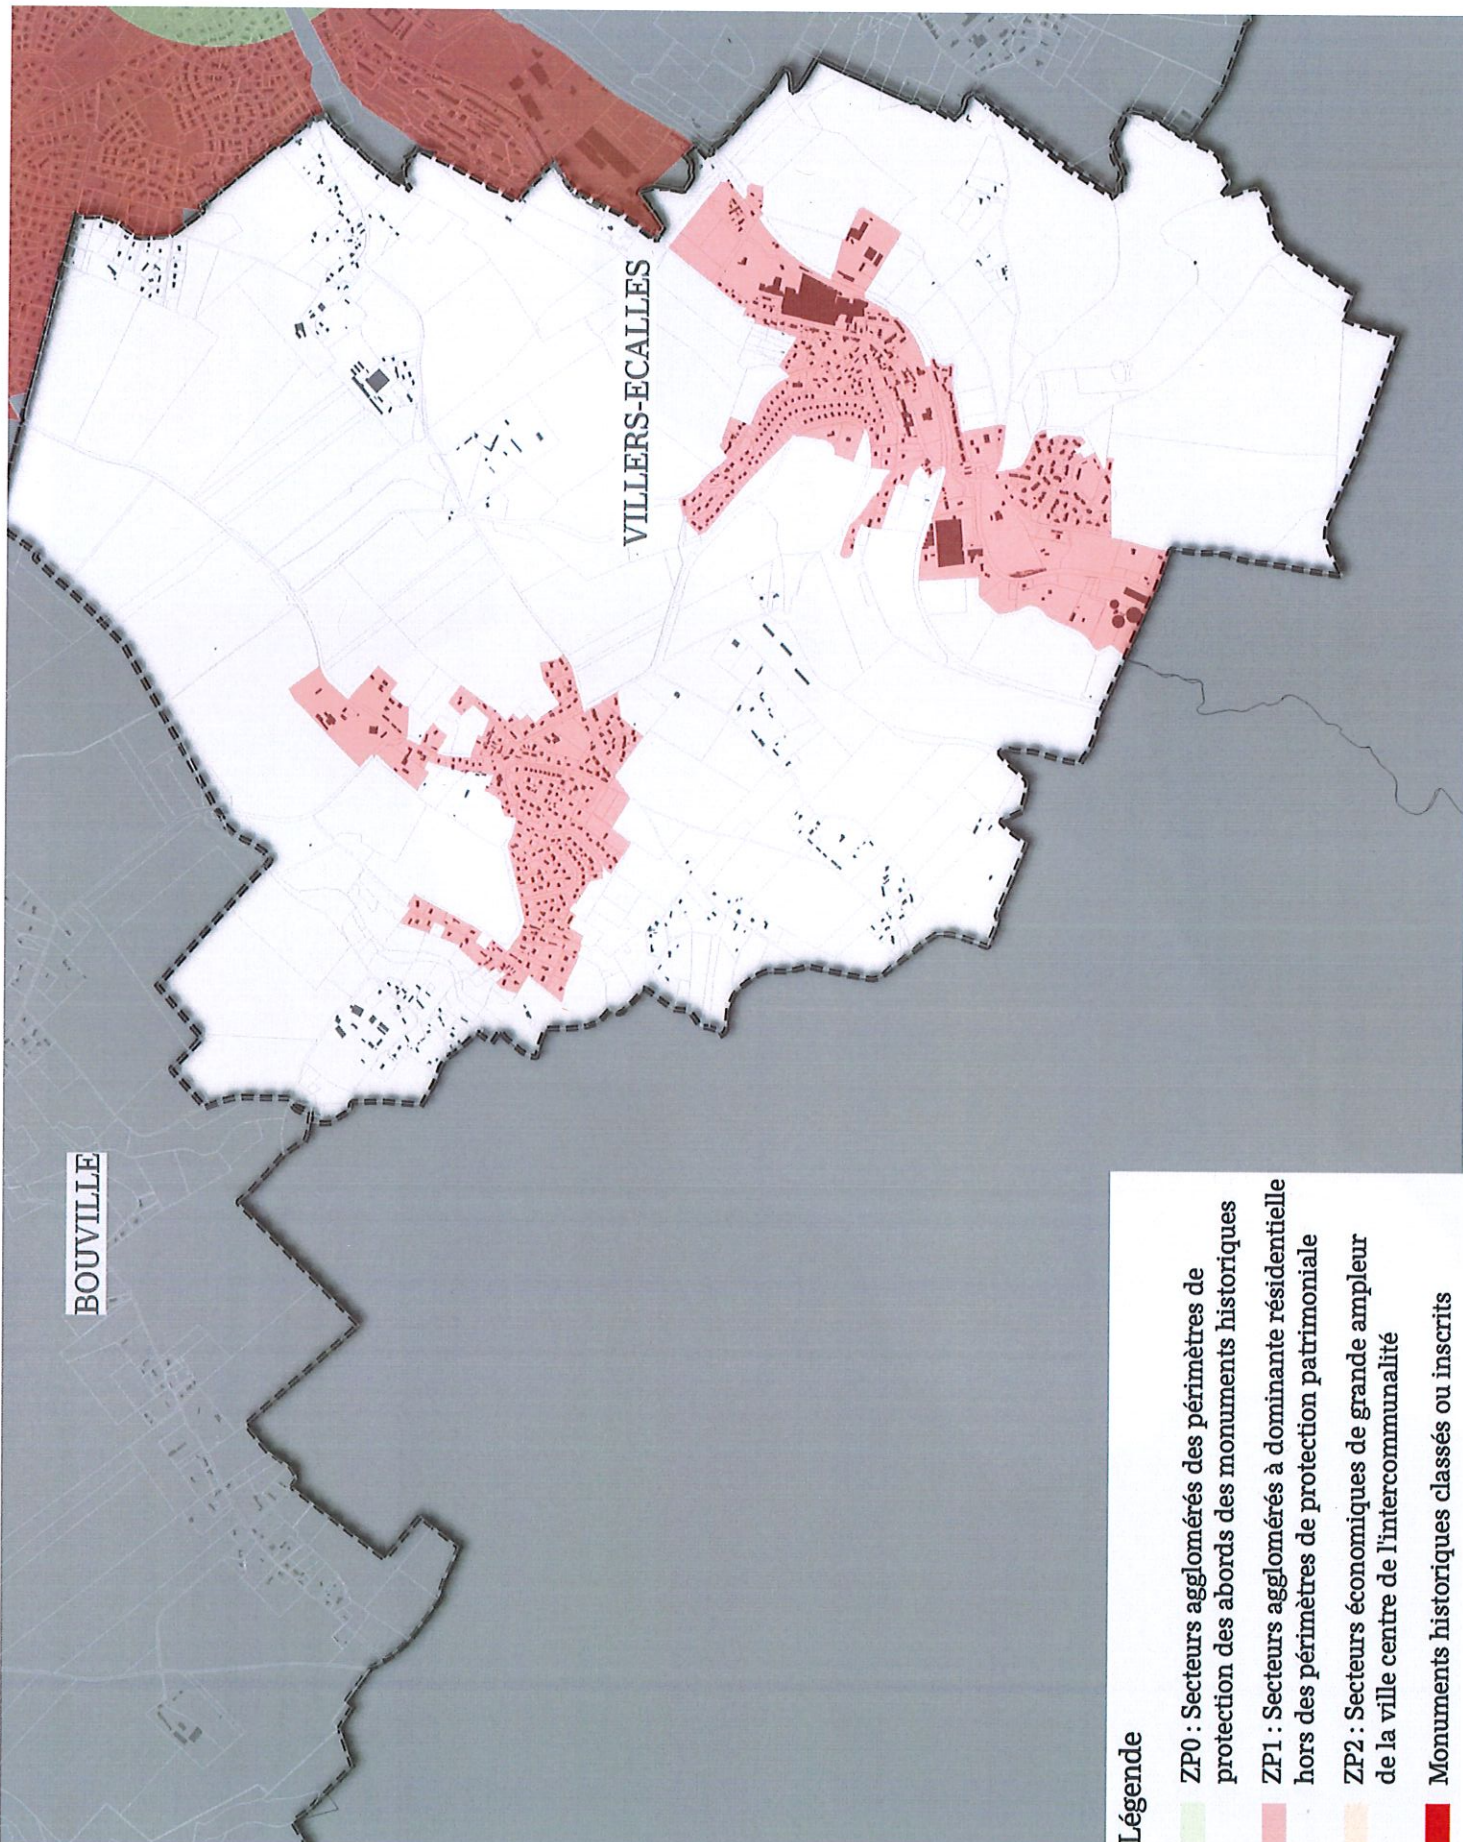 VILLERS-ECALLES
BOUVILLE
Légende
ZP0 : Secteurs agglomérés des périmètres de
protection des abords des monuments historiques
ZP1 : Secteurs agglomérés à dominante résidentielle
hors des périmètres de protection patrimoniale
ZP2 : Secteurs économiques de grande ampleur
de la ville centre de l'intercommunalité
Monuments historiques classés ou inscrits